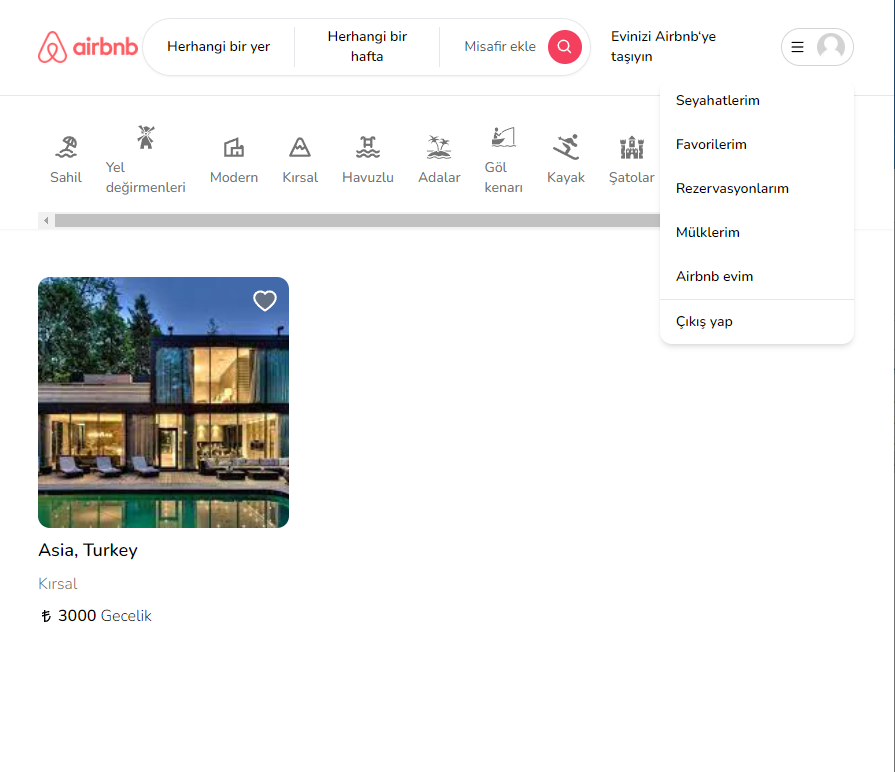 airbnb
Herhangi bir yer
Herhangi bir
hafta
Misafir ekle
Evinizi Airbnb'ye
taşıyın
Seyahatlerim
Favorilerim
Rezervasyonlarım
Mülklerim
Airbnb evim
Çıkış yap
Sahil
Yel
değirmenleri
Modern
Kırsal
Havuzlu
Adalar
Göl
kenarı
Kayak
Şatolar
Asia, Turkey
Kırsal
₺ 3000 Gecelik